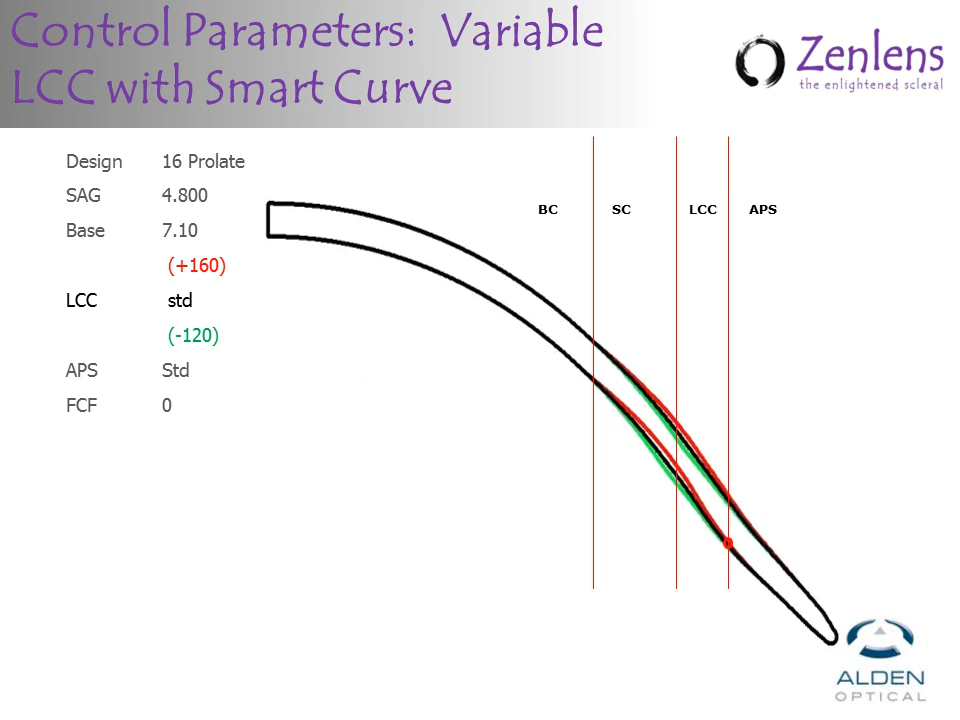 Control Parameters: Variable
LCC with Smart Curve
Zenlens
the enlightened scleral
Design 16 Prolate
SAG 4.800
Base 7.10
(+160)
LCC std
(-120)
APS Std
FCF 0
BC SC LCC APS
ALDEN
OPTICAL